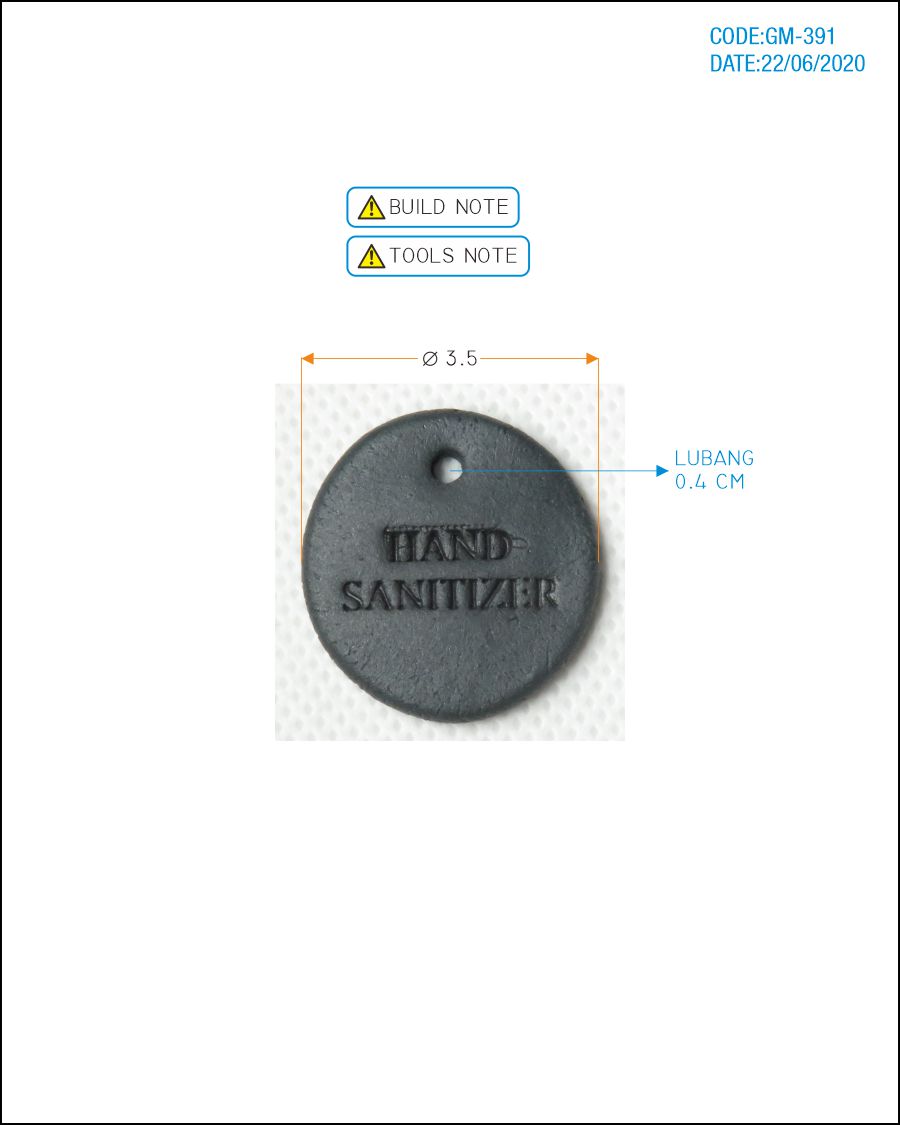 CODE:GM-391
DATE:22/06/2020
BUILD NOTE
TOOLS NOTE
Ø 3.5
LUBANG
0.4 CM
HAND
SANITIZER